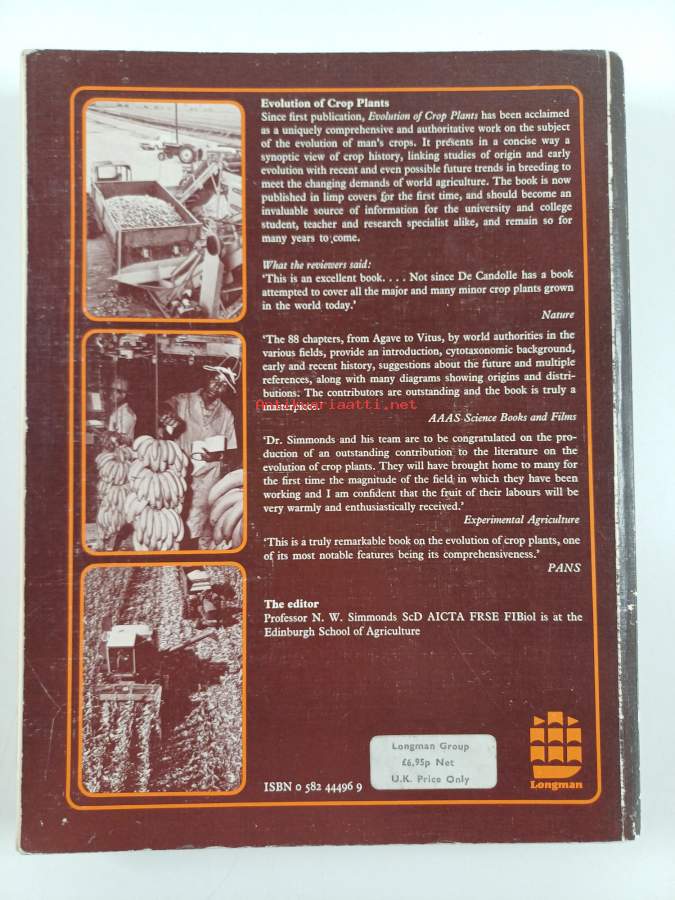 Evolution of Crop Plants
Since first publication, Evolution of Crop Plants has been acclaimed
as a uniquely comprehensive and authoritative work on the subject
of the evolution of man's crops. It presents in a concise way a
synoptic view of crop history, linking studies of origin and early
evolution with recent and even possible future trends in breeding to
meet the changing demands of world agriculture. The book is now
published in limp covers for the first time, and should become an
invaluable source of information for the university and college
student, teacher and research specialist alike, and remain so for
many years to come.
What the reviewers said:
'This is an excellent book. . . . Not since De Candolle has a book
attempted to cover all the major and many minor crop plants grown
in the world today.'
Nature
'The 88 chapters, from Agave to Vitus, by world authorities in the
various fields, provide an introduction, cytotaxonomic background,
early and recent history, suggestions about the future and multiple
references, along with many diagrams showing origins and distri-
butions. The contributors are outstanding and the book is truly a
masterpiece.'
antikvariaatti.net
AAAS Science Books and Films
'Dr. Simmonds and his team are to be congratulated on the pro-
duction of an outstanding contribution to the literature on the
evolution of crop plants. They will have brought home to many for
the first time the magnitude of the field in which they have been
working and I am confident that the fruit of their labours will be
very warmly and enthusiastically received.'
Experimental Agriculture
'This is a truly remarkable book on the evolution of crop plants, one
of its most notable features being its comprehensiveness.'
PANS
The editor
Professor N. W. Simmonds ScD AICTA FRSE FIBiol is at the
Edinburgh School of Agriculture
Longman Group
£6.95p Net
U.K. Price Only
ISBN 0 582 44496 9
Longman